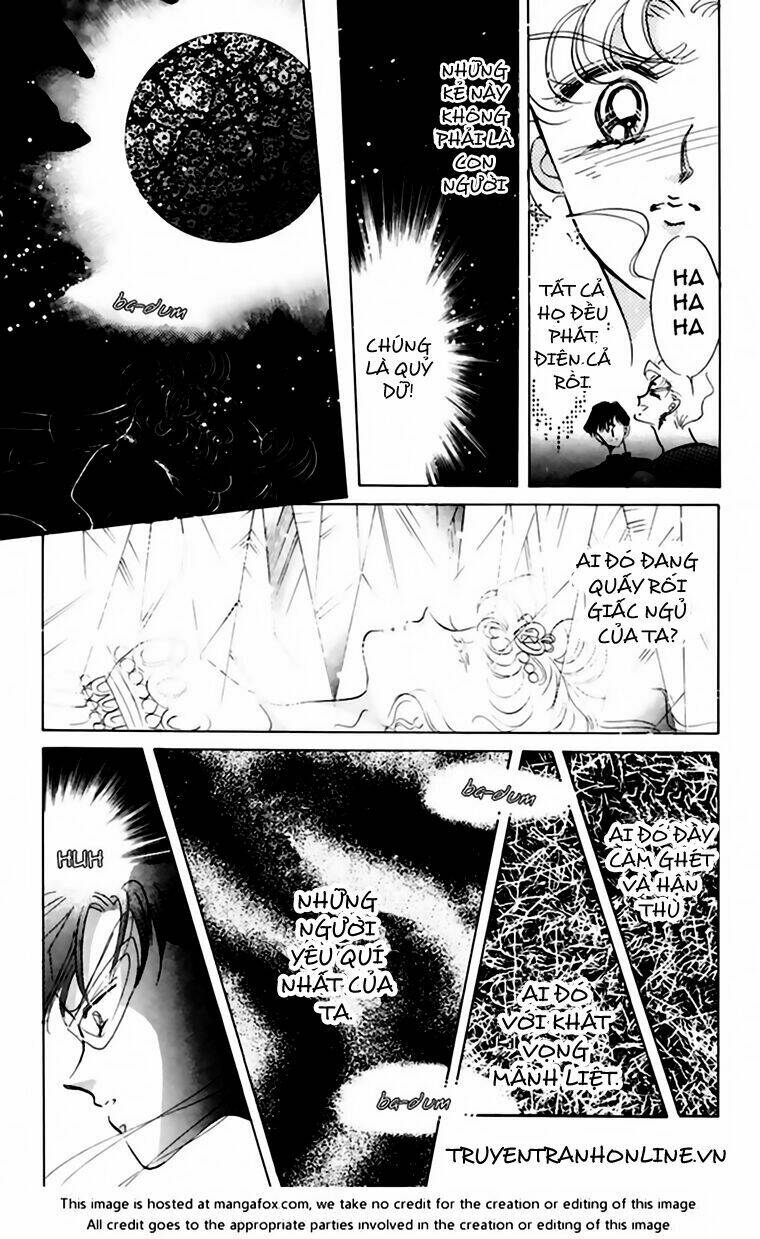 HA
HA
HA
TẤT CẢ
HỌ ĐỀU
PHÁT
ĐIÊN CẢ
RỒI.
NHỮNG
KẺ NÀY
KHÔNG
PHẢI LÀ
CON
NGƯỜI
CHÚNG
LÀ QUỶ
DỮ!
ba-dum
AI ĐÓ ĐANG
QUẤY RỐI
GIẤC NGỦ
CỦA TA?
AI ĐÓ ĐẦY
CĂM GHÉT
VÀ HẬN
THÙ
ba-dum
AI ĐÓ
VỚI KHÁT
VỌNG
MÃNH LIỆT.
NHỮNG
NGƯỜI
YÊU QUÍ
NHẤT CỦA
TA.
ba-dum
HUH
TRUYENTRANHONLINE.VN
This image is hosted at mangafox.com, we take no credit for the creation or editing of this image
All credit goes to the appropriate parties involved in the creation or editing of this image